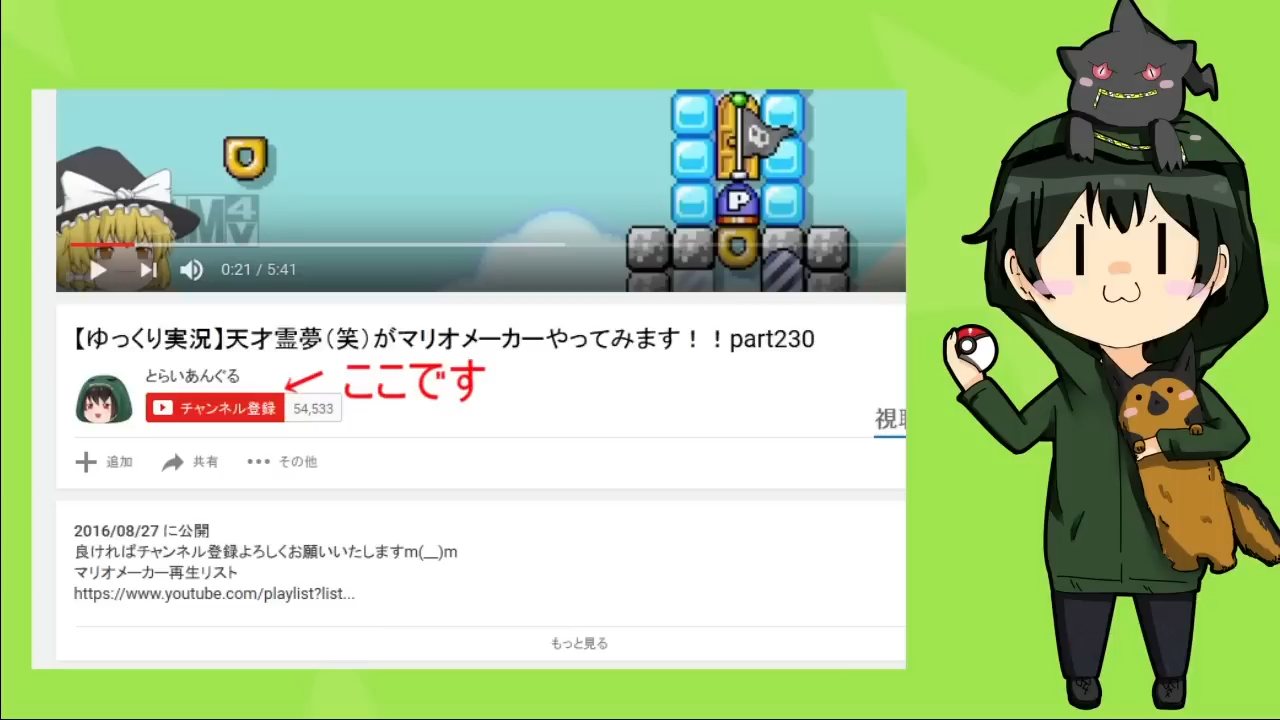 M4V
P
0:21 / 5:41
【ゆっくり実況】天才霊夢（笑）がマリオメーカーやってみます！！part230
とらいあんぐる
チャンネル登録 54,533
ここです
視聴
追加 共有 その他
2016/08/27 に公開
良ければチャンネル登録よろしくお願いいたしますm(__)m
マリオメーカー再生リスト
https://www.youtube.com/playlist?list...
もっと見る